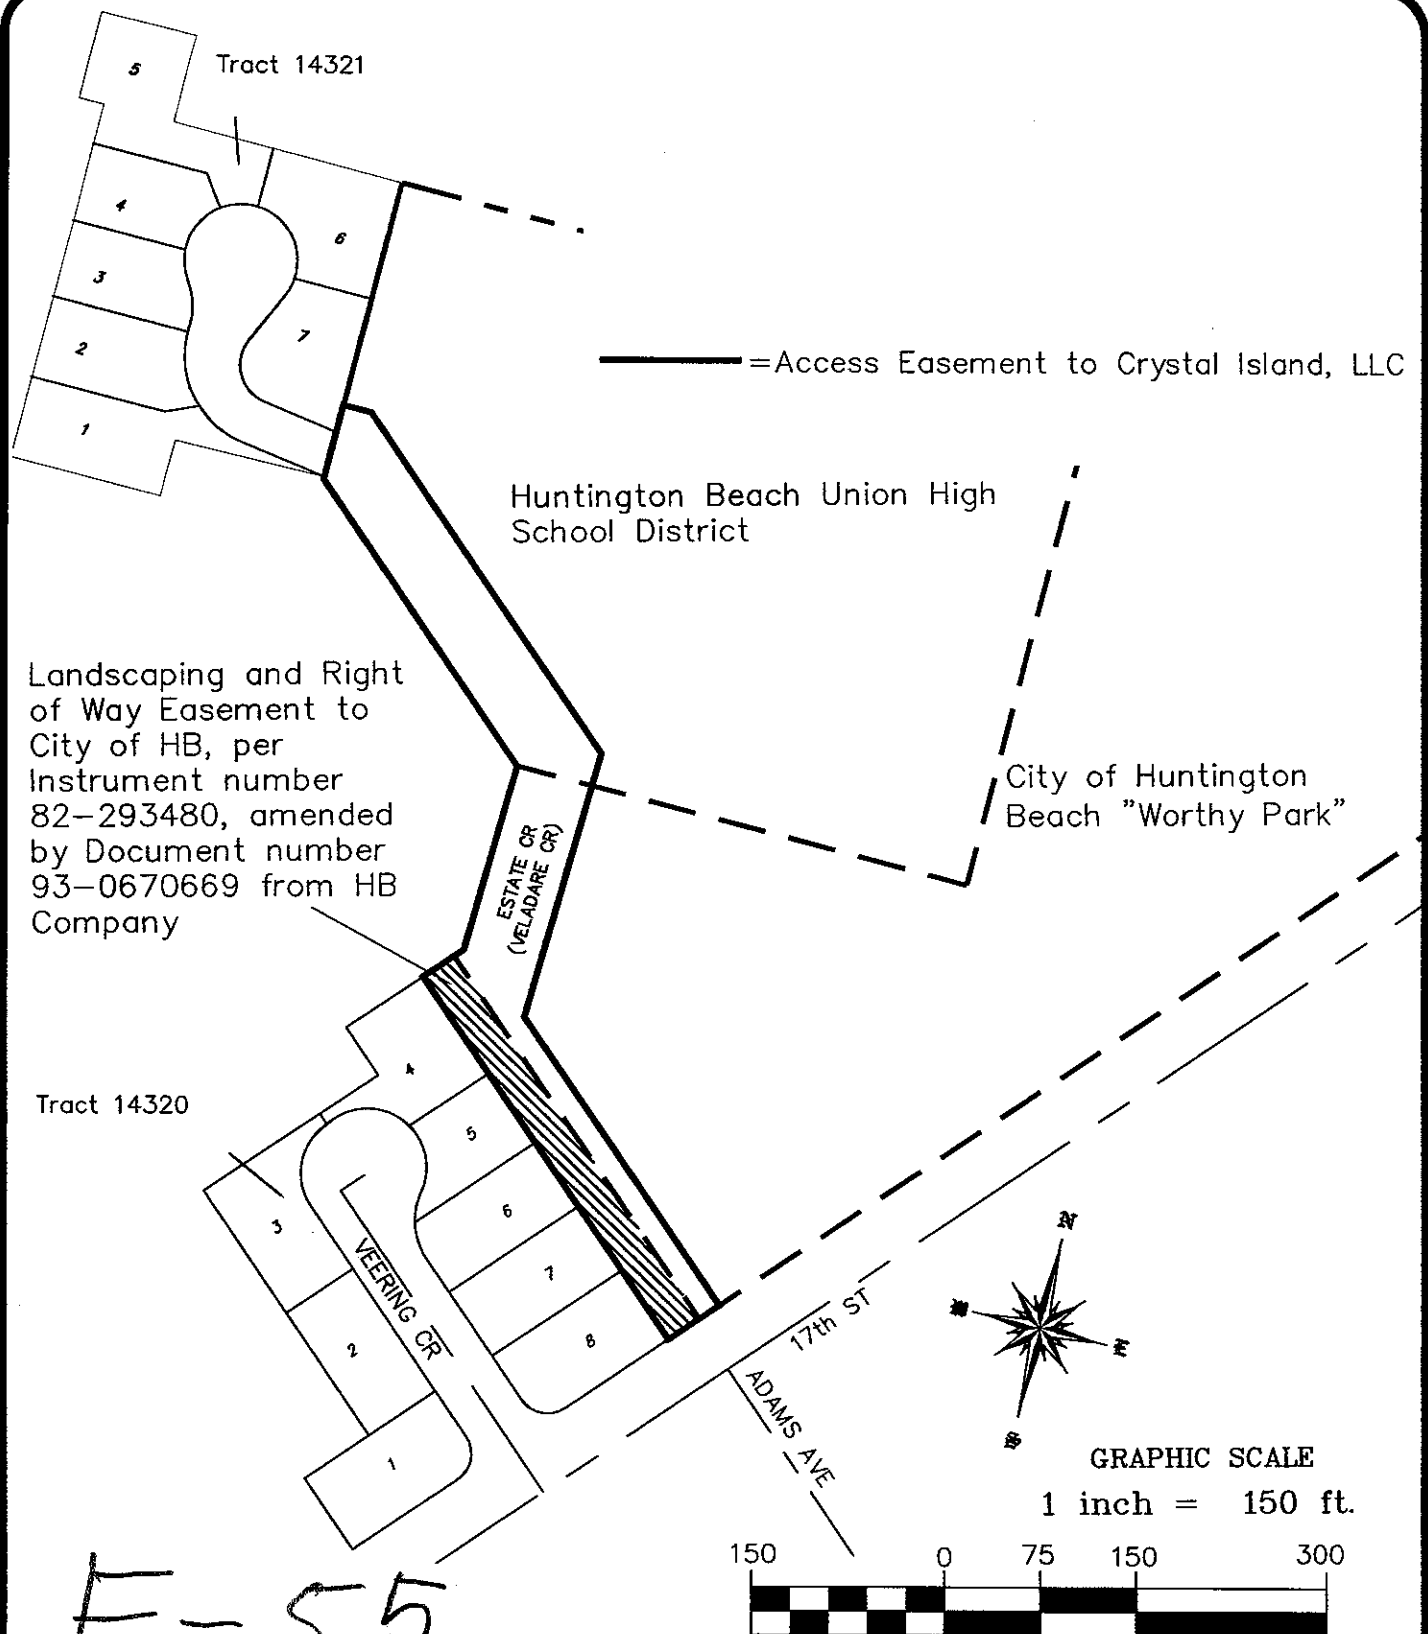 5
Tract 14321
4
6
3
7
2
1
=Access Easement to Crystal Island, LLC
Huntington Beach Union High
School District
Landscaping and Right
of Way Easement to
City of HB, per
Instrument number
82-293480, amended
by Document number
93-0670669 from HB
Company
City of Huntington
Beach "Worthy Park"
ESTATE CR
(VELADARE CR)
Tract 14320
4
5
3
6
7
2
8
1
VEERING CR
17th ST
ADAMS AVE
N
E
S
GRAPHIC SCALE
1 inch = 150 ft.
150 0 75 150 300
E-55